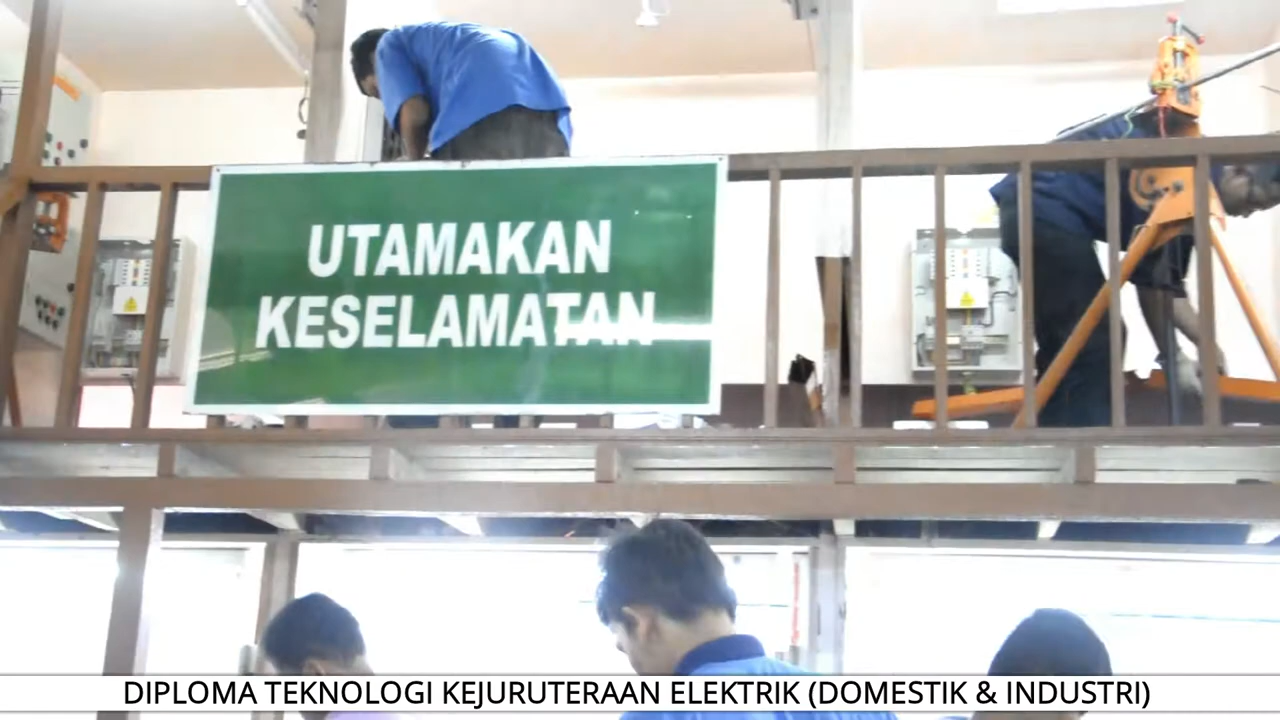 UTAMAKAN
KESELAMATAN
DIPLOMA TEKNOLOGI KEJURUTERAAN ELEKTRIK (DOMESTIK & INDUSTRI)